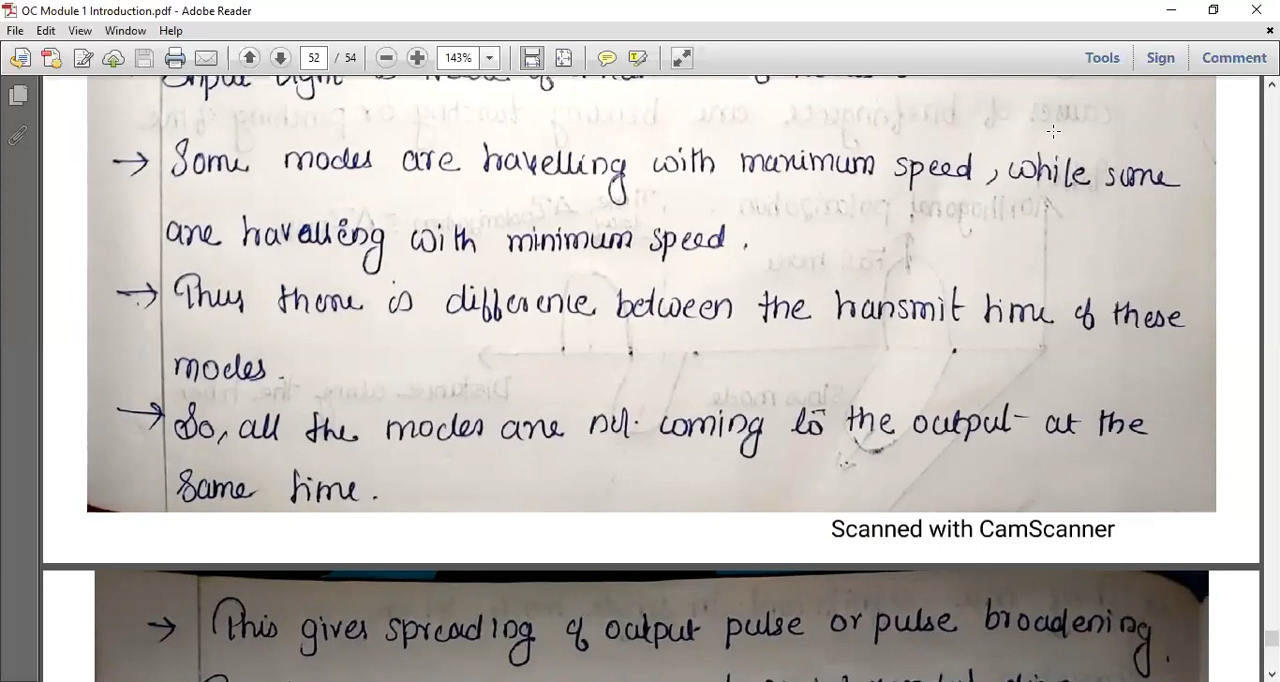 OC Module 1 Introduction.pdf - Adobe Reader
File Edit View Window Help
52 / 54 143% Tools Sign Comment
Input light is
→ Some modes are travelling with maximum speed, while some
are travelling with minimum speed.
→ Thus there is difference between the transmit time of these
modes.
→ So, all the modes are not coming to the output at the
same time.
Scanned with CamScanner
→ This gives spreading of output pulse or pulse broadening.